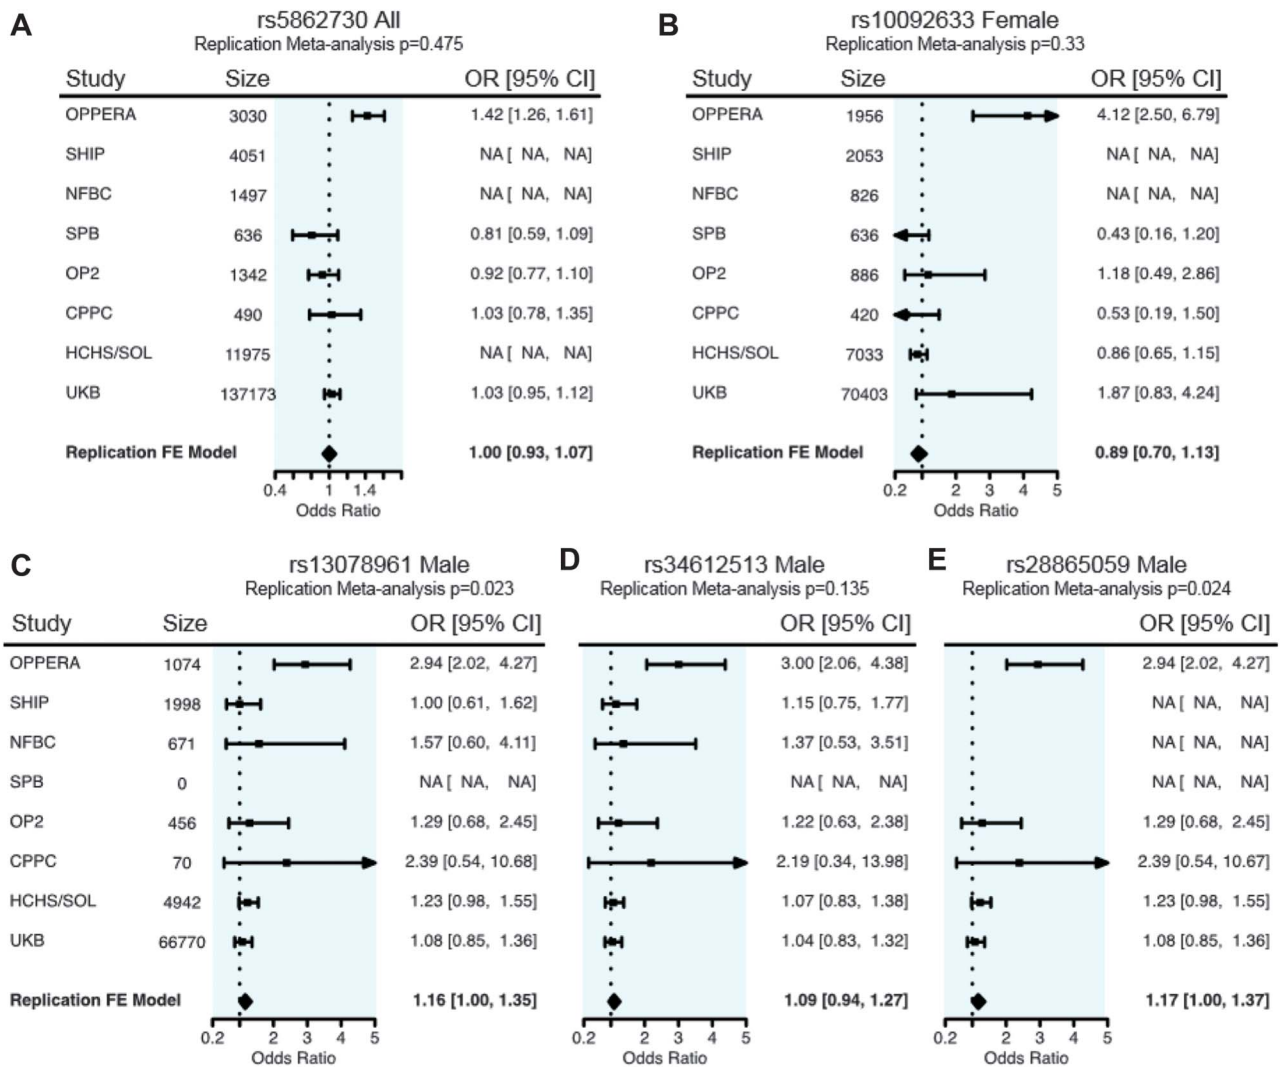 A
rs5862730 All
Replication Meta-analysis p=0.475
Study Size OR [95% CI]
OPPERA 3030 1.42 [1.26, 1.61]
SHIP 4051 NA [ NA, NA]
NFBC 1497 NA [ NA, NA]
SPB 636 0.81 [0.59, 1.09]
OP2 1342 0.92 [0.77, 1.10]
CPPC 490 1.03 [0.78, 1.35]
HCHS/SOL 11975 NA [ NA, NA]
UKB 137173 1.03 [0.95, 1.12]
Replication FE Model 1.00 [0.93, 1.07]
0.4 1 1.4
Odds Ratio
B
rs10092633 Female
Replication Meta-analysis p=0.33
Study Size OR [95% CI]
OPPERA 1956 4.12 [2.50, 6.79]
SHIP 2053 NA [ NA, NA]
NFBC 826 NA [ NA, NA]
SPB 636 0.43 [0.16, 1.20]
OP2 886 1.18 [0.49, 2.86]
CPPC 420 0.53 [0.19, 1.50]
HCHS/SOL 7033 0.86 [0.65, 1.15]
UKB 70403 1.87 [0.83, 4.24]
Replication FE Model 0.89 [0.70, 1.13]
0.2 2 3 4 5
Odds Ratio
C
rs13078961 Male
Replication Meta-analysis p=0.023
Study Size OR [95% CI]
OPPERA 1074 2.94 [2.02, 4.27]
SHIP 1998 1.00 [0.61, 1.62]
NFBC 671 1.57 [0.60, 4.11]
SPB 0 NA [ NA, NA]
OP2 456 1.29 [0.68, 2.45]
CPPC 70 2.39 [0.54, 10.68]
HCHS/SOL 4942 1.23 [0.98, 1.55]
UKB 66770 1.08 [0.85, 1.36]
Replication FE Model 1.16 [1.00, 1.35]
0.2 2 3 4 5
Odds Ratio
D
rs34612513 Male
Replication Meta-analysis p=0.135
OR [95% CI]
3.00 [2.06, 4.38]
1.15 [0.75, 1.77]
1.37 [0.53, 3.51]
NA [ NA, NA]
1.22 [0.63, 2.38]
2.19 [0.34, 13.98]
1.07 [0.83, 1.38]
1.04 [0.83, 1.32]
1.09 [0.94, 1.27]
0.2 2 3 4 5
Odds Ratio
E
rs28865059 Male
Replication Meta-analysis p=0.024
OR [95% CI]
2.94 [2.02, 4.27]
NA [ NA, NA]
NA [ NA, NA]
NA [ NA, NA]
1.29 [0.68, 2.45]
2.39 [0.54, 10.67]
1.23 [0.98, 1.55]
1.08 [0.85, 1.36]
1.17 [1.00, 1.37]
0.2 2 3 4 5
Odds Ratio